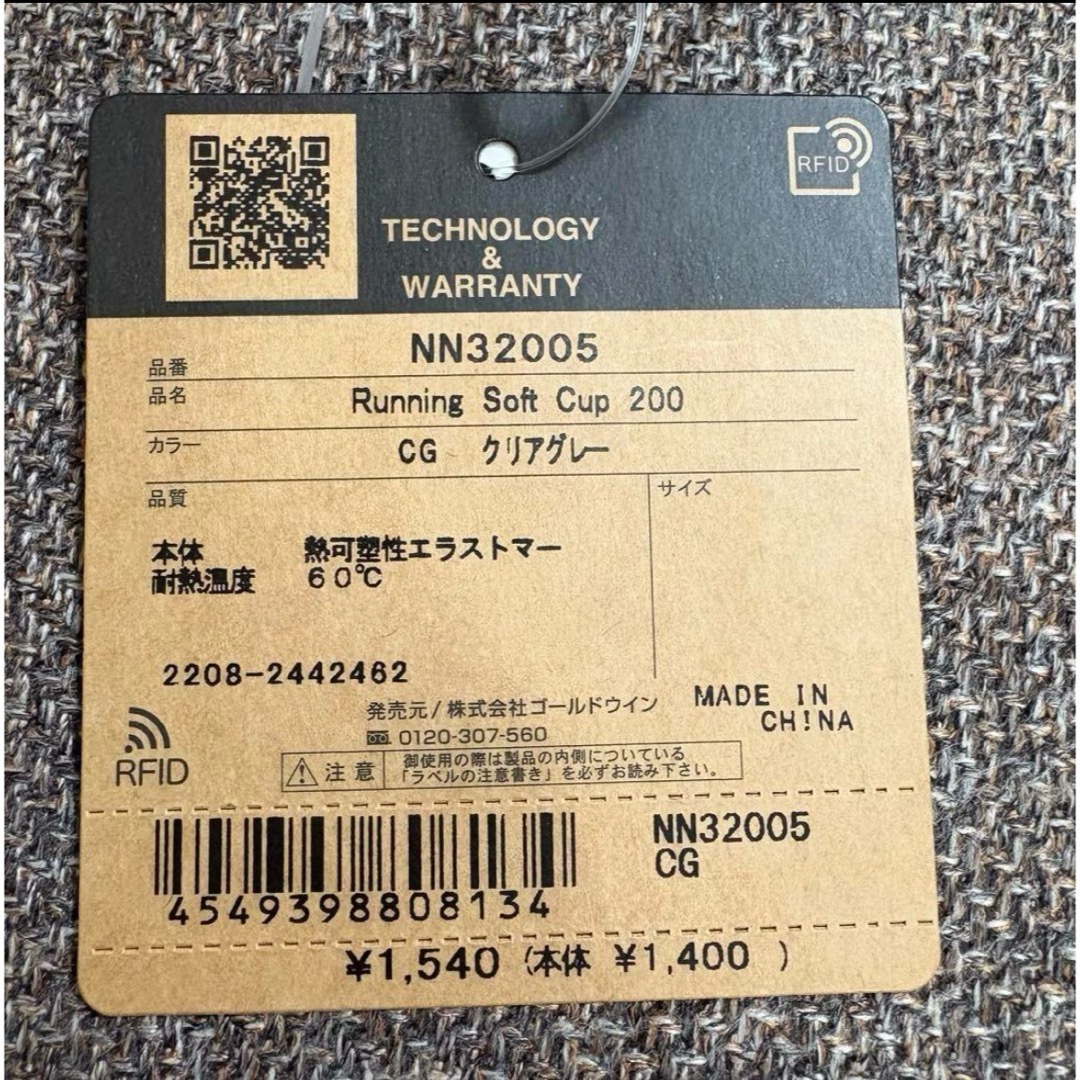 RFID
TECHNOLOGY
&
WARRANTY
品番 NN32005
品名 Running Soft Cup 200
カラー CG クリアグレー
品質 サイズ
本体 熱可塑性エラストマー
耐熱温度 60℃
2208-2442462
MADE IN
CHINA
発売元/株式会社ゴールドウイン
0120-307-560
RFID
注意 御使用の際は製品の内側についている
「ラベルの注意書き」を必ずお読み下さい。
NN32005
CG
4549398808134
¥1,540 (本体 ¥1,400 )